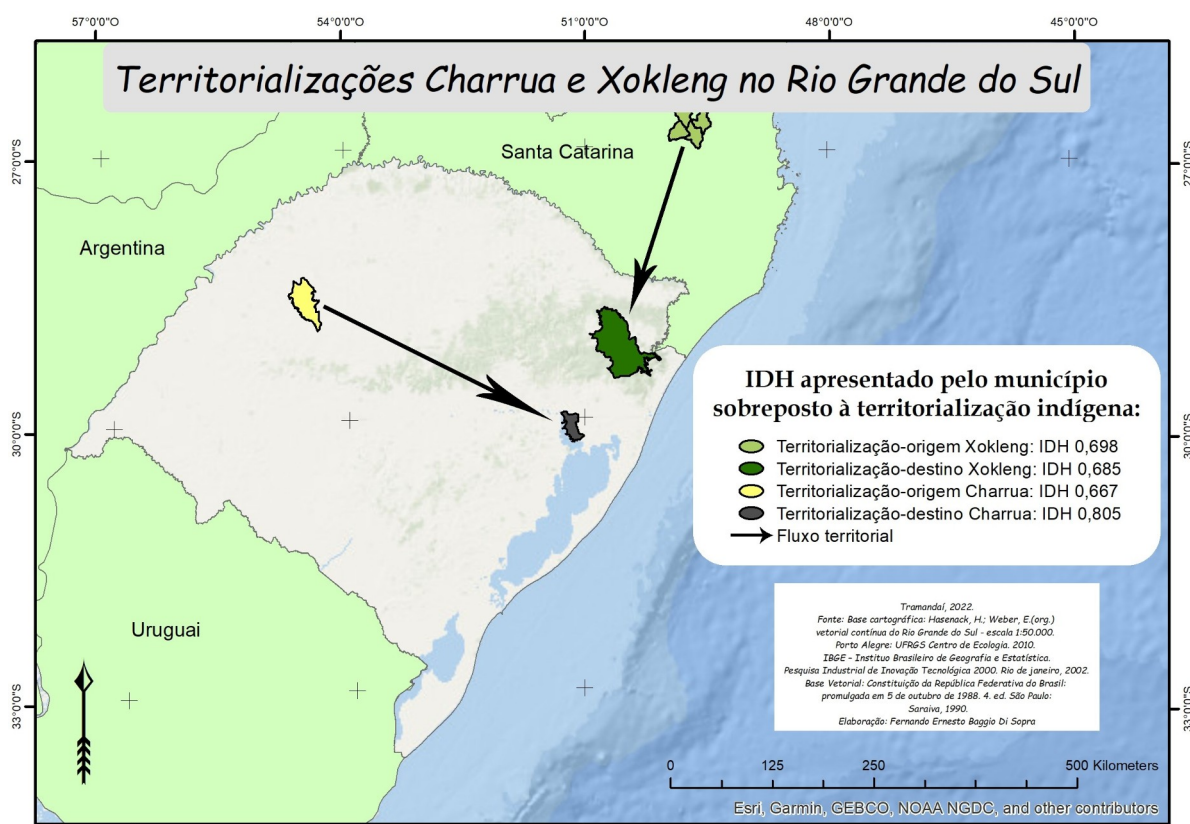 57°0'0"O
54°0'0"O
51°0'0"O
48°0'0"O
45°0'0"O
Territorializações Charrua e Xokleng no Rio Grande do Sul
27°0'0"S
27°0'0"S
Santa Catarina
Argentina
30°0'0"S
30°0'0"S
IDH apresentado pelo município
sobreposto à territorialização indígena:
Territorialização-origem Xokleng: IDH 0,698
Territorialização-destino Xokleng: IDH 0,685
Territorialização-origem Charrua: IDH 0,667
Territorialização-destino Charrua: IDH 0,805
Fluxo territorial
Uruguai
Tramandaí, 2022.
Fonte: Base cartográfica: Hasenack, H.; Weber, E.(org.)
vetorial contínua do Rio Grande do Sul - escala 1:50.000.
Porto Alegre: UFRGS Centro de Ecologia. 2010.
IBGE - Instituo Brasileiro de Geografia e Estatística.
Pesquisa Industrial de Inovação Tecnológica 2000. Rio de janeiro, 2002.
Base Vetorial: Constituição da República Federativa do Brasil:
promulgada em 5 de outubro de 1988. 4. ed. São Paulo:
Saraiva, 1990.
Elaboração: Fernando Ernesto Baggio Di Sopra
33°0'0"S
33°0'0"S
0 125 250 500 Kilometers
Esri, Garmin, GEBCO, NOAA NGDC, and other contributors